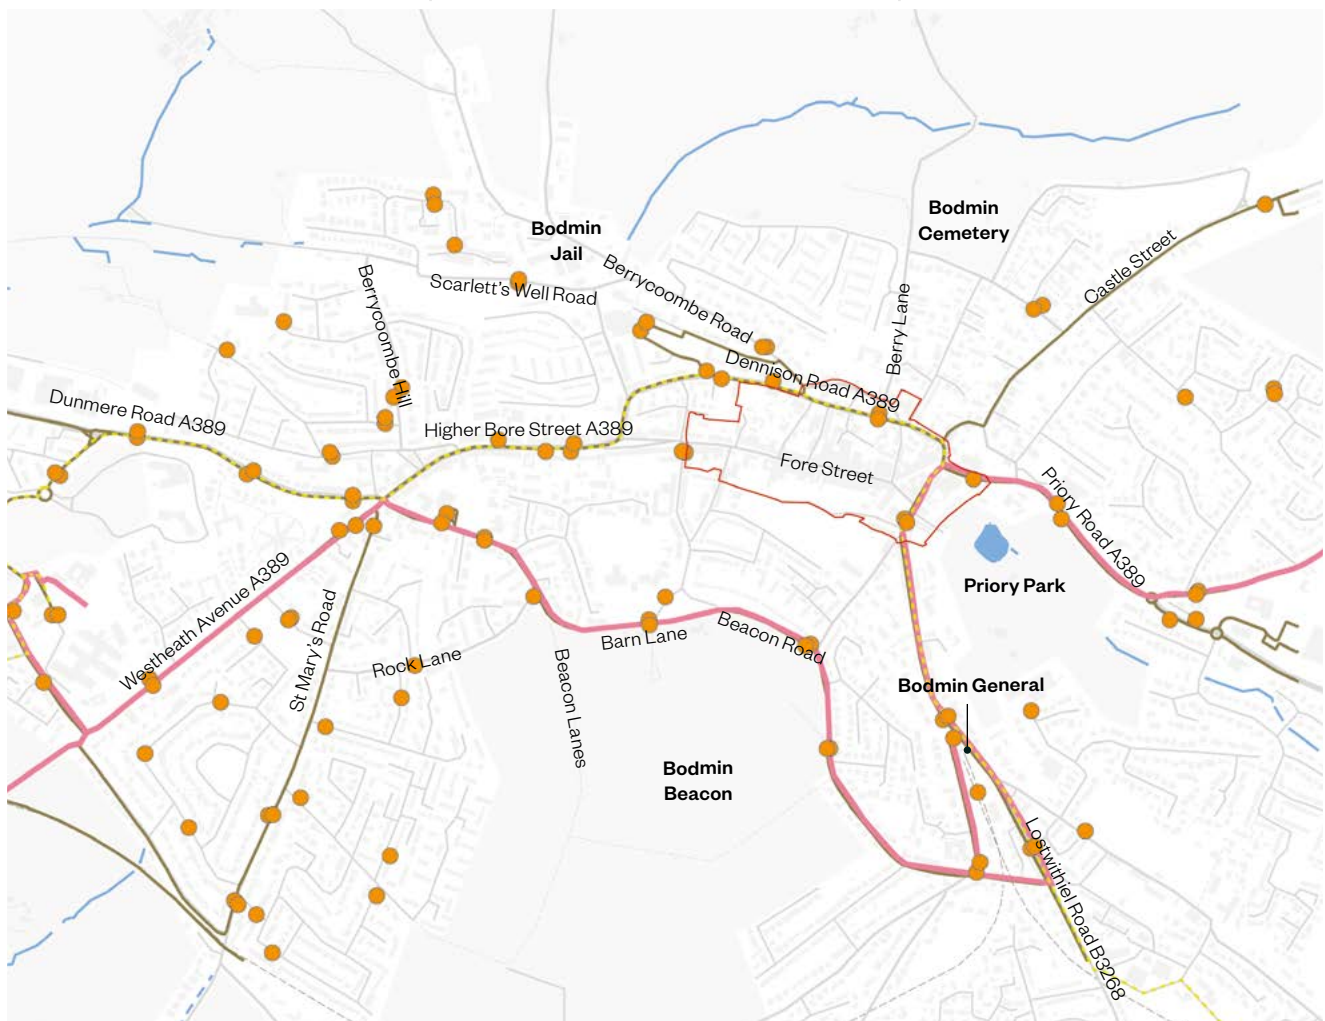 Bodmin
Cemetery
Bodmin
Jail
Castle Street
Berrycoombe Road
Scarlett's Well Road
Berrycoombe Hill
Berry Lane
Dennison Road A389
Dunmere Road A389
Higher Bore Street A389
Fore Street
Priory Road A389
Priory Park
Westheath Avenue A389
St Mary's Road
Rock Lane
Barn Lane
Beacon Road
Beacon Lanes
Bodmin General
Bodmin
Beacon
Lostwithiel Road B3268